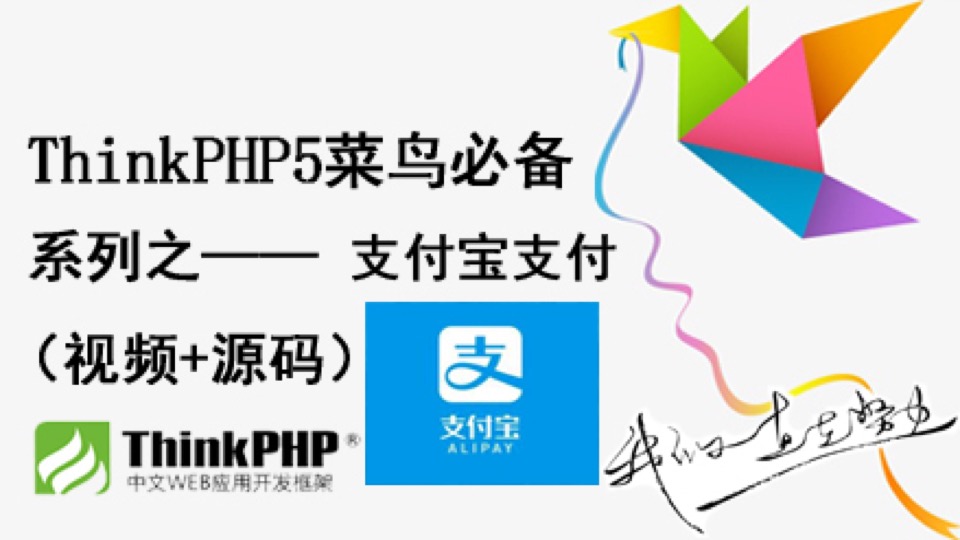 ThinkPHP5菜鸟必备
系列之—— 支付宝支付
（视频+源码）
支
支付宝
ALIPAY
ThinkPHP®
中文WEB应用开发框架
我们一直在努力